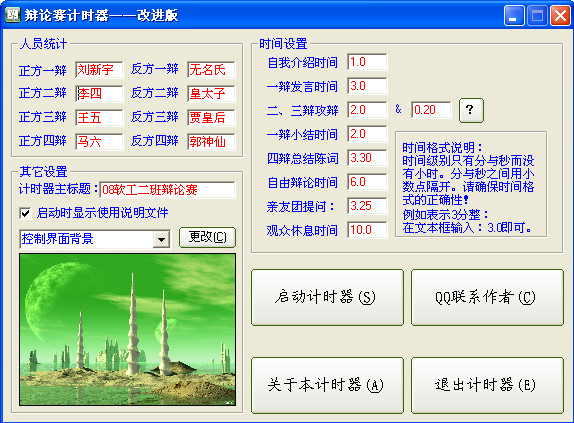 辩论赛计时器——改进版
人员统计
正方一辩 刘新宇 反方一辩 无名氏
正方二辩 李四 反方二辩 皇太子
正方三辩 王五 反方三辩 贾皇后
正方四辩 马六 反方四辩 郭神仙
其它设置
计时器主标题：08软工二班辩论赛
启动时显示使用说明文件
控制界面背景 更改(C)
时间设置
自我介绍时间 1.0
一辩发言时间 3.0
二、三辩攻辩 2.0 & 0.20 ?
一辩小结时间 2.0
四辩总结陈词 3.30
自由辩论时间 6.0
亲友团提问： 3.25
观众休息时间 10.0
时间格式说明：
时间级别只有分与秒而没
有小时。分与秒之间用小
数点隔开。请确保时间格
式的正确性！
例如表示3分整：
在文本框输入：3.0即可。
启动计时器(S) QQ联系作者(C)
关于本计时器(A) 退出计时器(E)